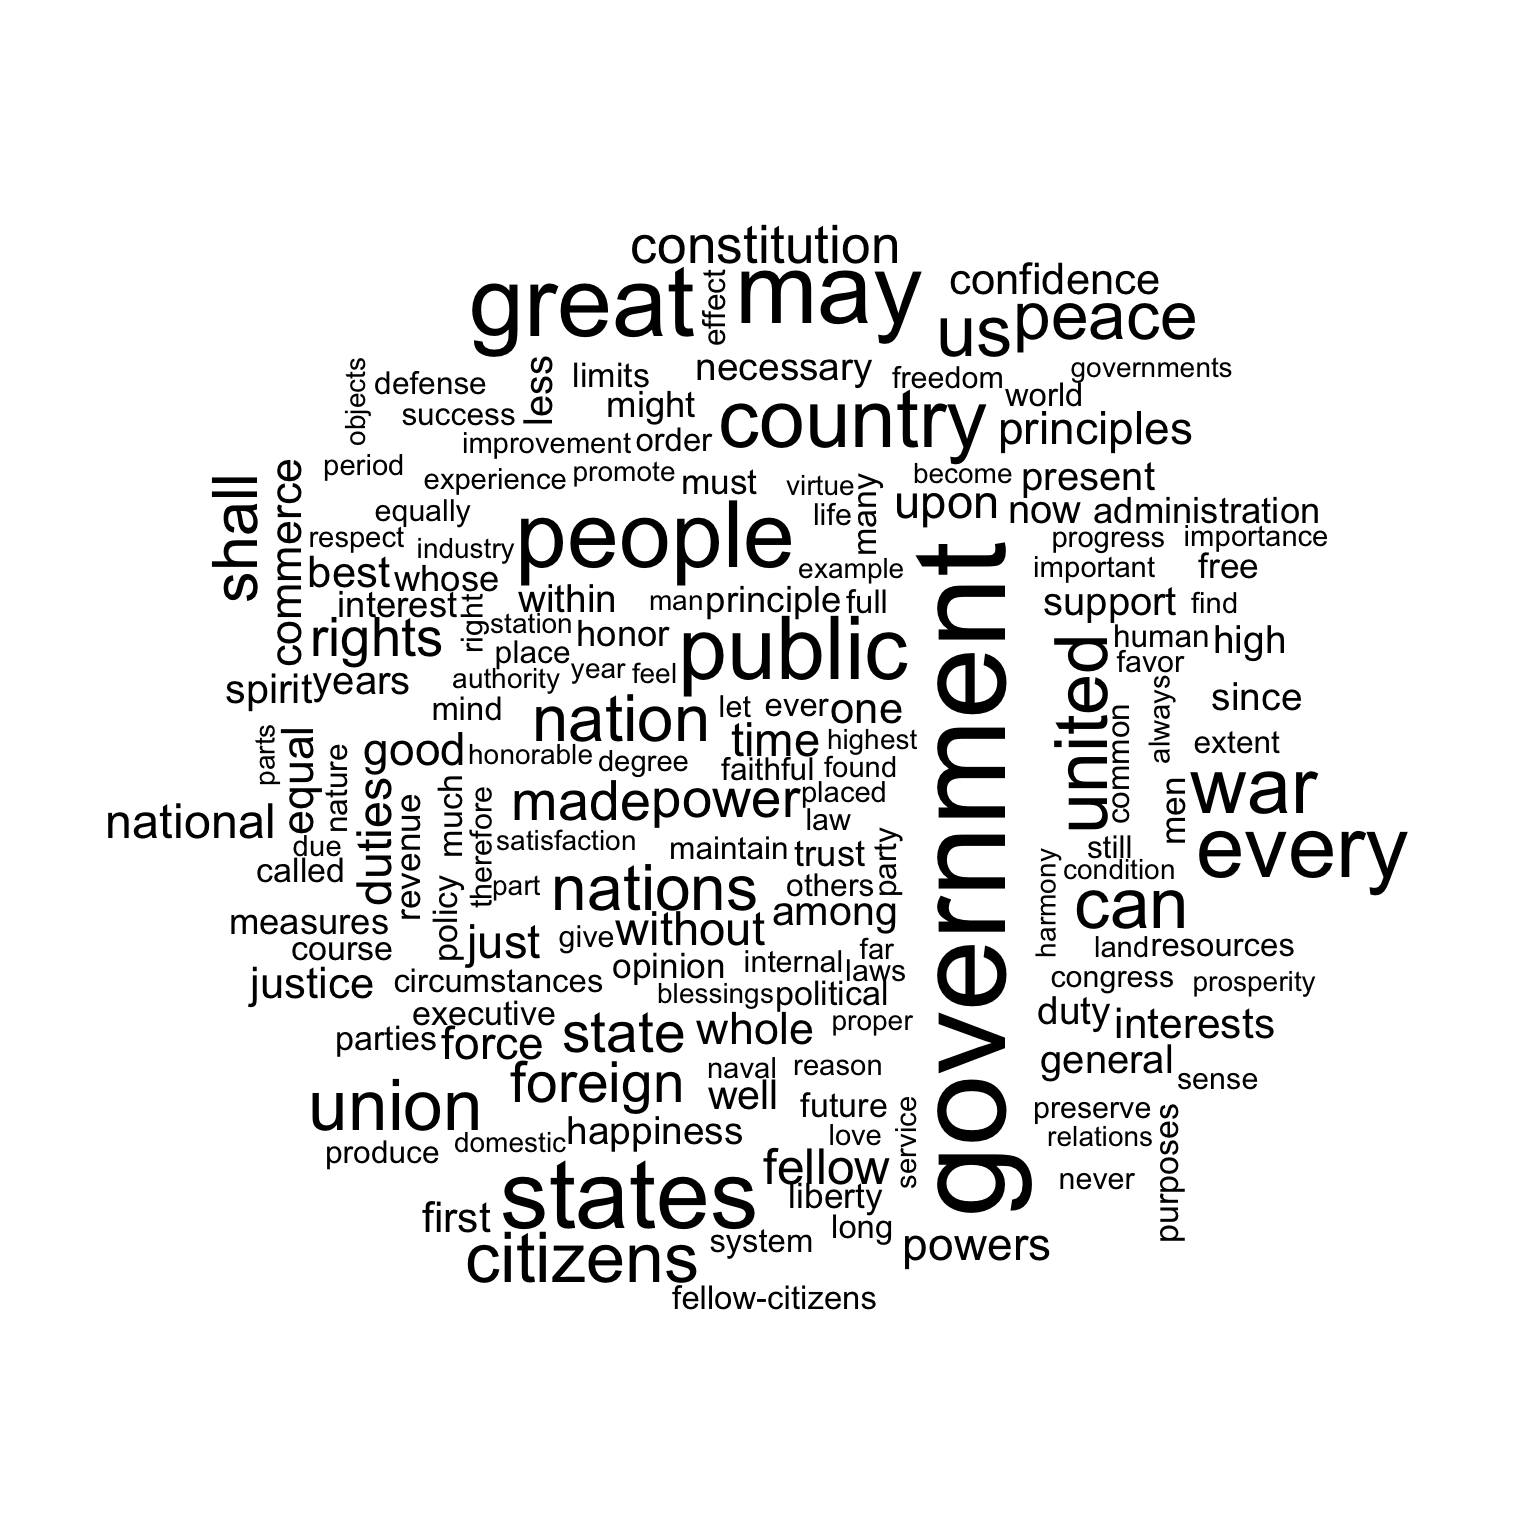 constitution
great
effect
may
confidence
us
peace
objects
defense
less
limits
necessary
freedom
governments
success
might
country
world
principles
improvement
order
period
experience
promote
must
virtue
many
become
present
shall
commerce
equally
people
life
upon
now
administration
respect
industry
example
progress
importance
best
whose
important
free
interest
right
within
man
principle
full
government
support
find
rights
station
honor
public
united
human
high
place
favor
spirit
years
authority
year
feel
always
since
mind
nation
let
ever
one
common
parts
equal
nature
good
honorable
degree
time
highest
extent
faithful
found
national
duties
revenue
much
therefore
made
power
placed
men
war
due
satisfaction
law
every
called
maintain
trust
party
still
policy
part
nations
others
harmony
condition
can
measures
course
just
give
without
among
land
resources
justice
circumstances
opinion
internal
far
laws
congress
prosperity
blessings
political
executive
parties
force
state
whole
proper
duty
interests
foreign
naval
reason
general
sense
union
well
future
service
preserve
purposes
produce
domestic
happiness
love
relations
fellow
never
first
states
liberty
citizens
system
long
powers
fellow-citizens